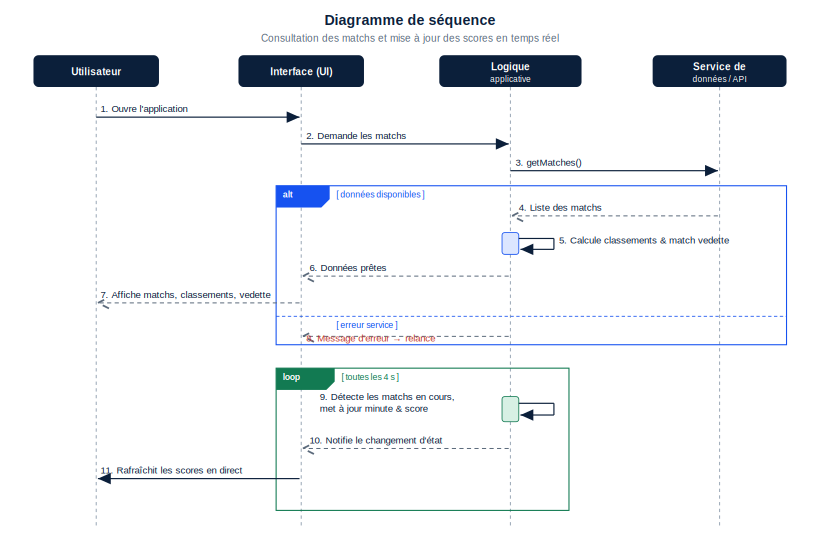 Diagramme de séquence
Consultation des matchs et mise à jour des scores en temps réel
Utilisateur
Interface (UI)
Logique
applicative
Service de
données / API
1. Ouvre l'application
2. Demande les matchs
3. getMatches()
alt
[ données disponibles ]
4. Liste des matchs
5. Calcule classements & match vedette
6. Données prêtes
7. Affiche matchs, classements, vedette
[ erreur service ]
8. Message d'erreur → relance
loop
[ toutes les 4 s ]
9. Détecte les matchs en cours,
met à jour minute & score
10. Notifie le changement d'état
11. Rafraîchit les scores en direct